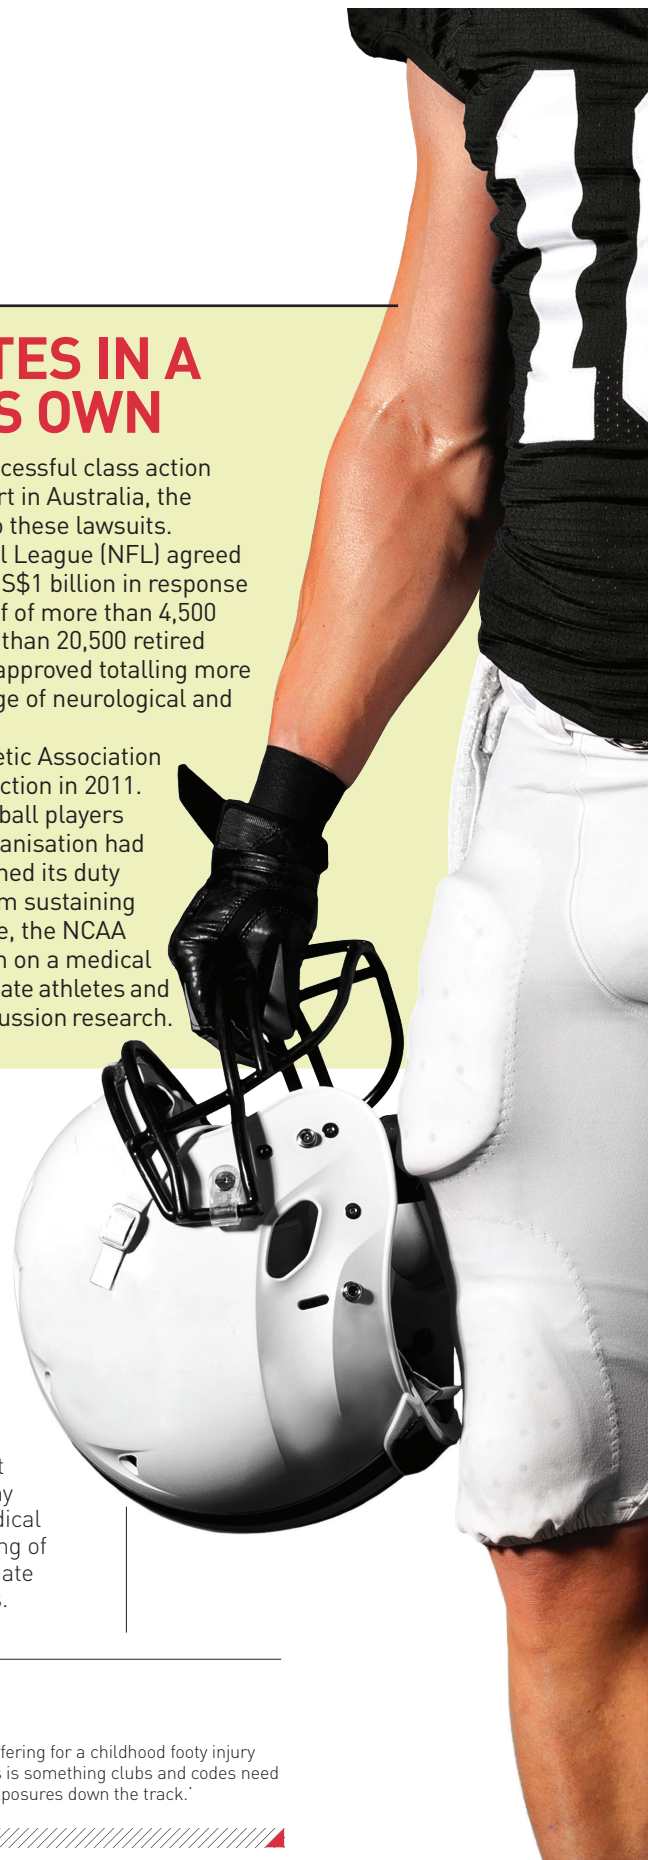 TES IN A
S OWN
cessful class action
rt in Australia, the
o these lawsuits.
l League (NFL) agreed
S$1 billion in response
f of more than 4,500
than 20,500 retired
approved totalling more
ge of neurological and
etic Association
ction in 2011.
ball players
anisation had
ned its duty
m sustaining
e, the NCAA
n on a medical
ate athletes and
ussion research.
t
ay
dical
ng of
ate
s.
fering for a childhood footy injury
s is something clubs and codes need
xposures down the track.'